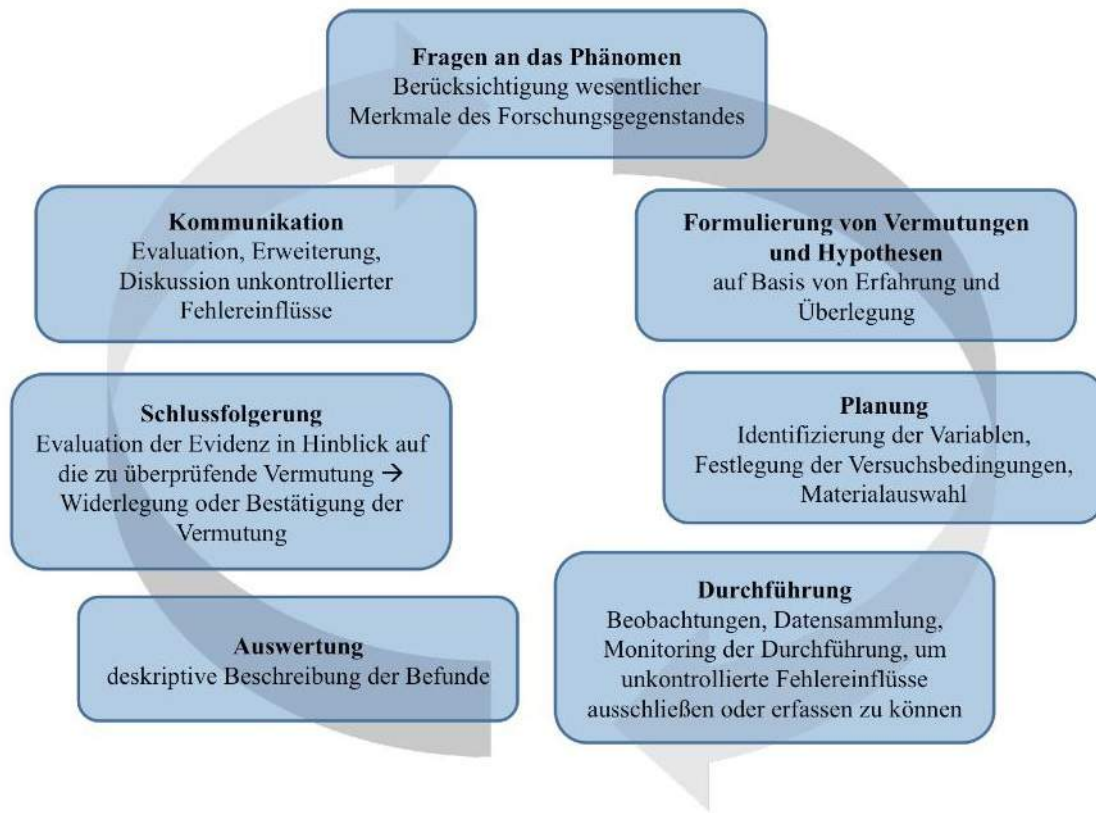 Fragen an das Phänomen
Berücksichtigung wesentlicher
Merkmale des Forschungsgegenstandes
Formulierung von Vermutungen
und Hypothesen
auf Basis von Erfahrung und
Überlegung
Planung
Identifizierung der Variablen,
Festlegung der Versuchsbedingungen,
Materialauswahl
Durchführung
Beobachtungen, Datensammlung,
Monitoring der Durchführung, um
unkontrollierte Fehlereinflüsse
ausschließen oder erfassen zu können
Auswertung
deskriptive Beschreibung der Befunde
Schlussfolgerung
Evaluation der Evidenz in Hinblick auf
die zu überprüfende Vermutung →
Widerlegung oder Bestätigung der
Vermutung
Kommunikation
Evaluation, Erweiterung,
Diskussion unkontrollierter
Fehlereinflüsse